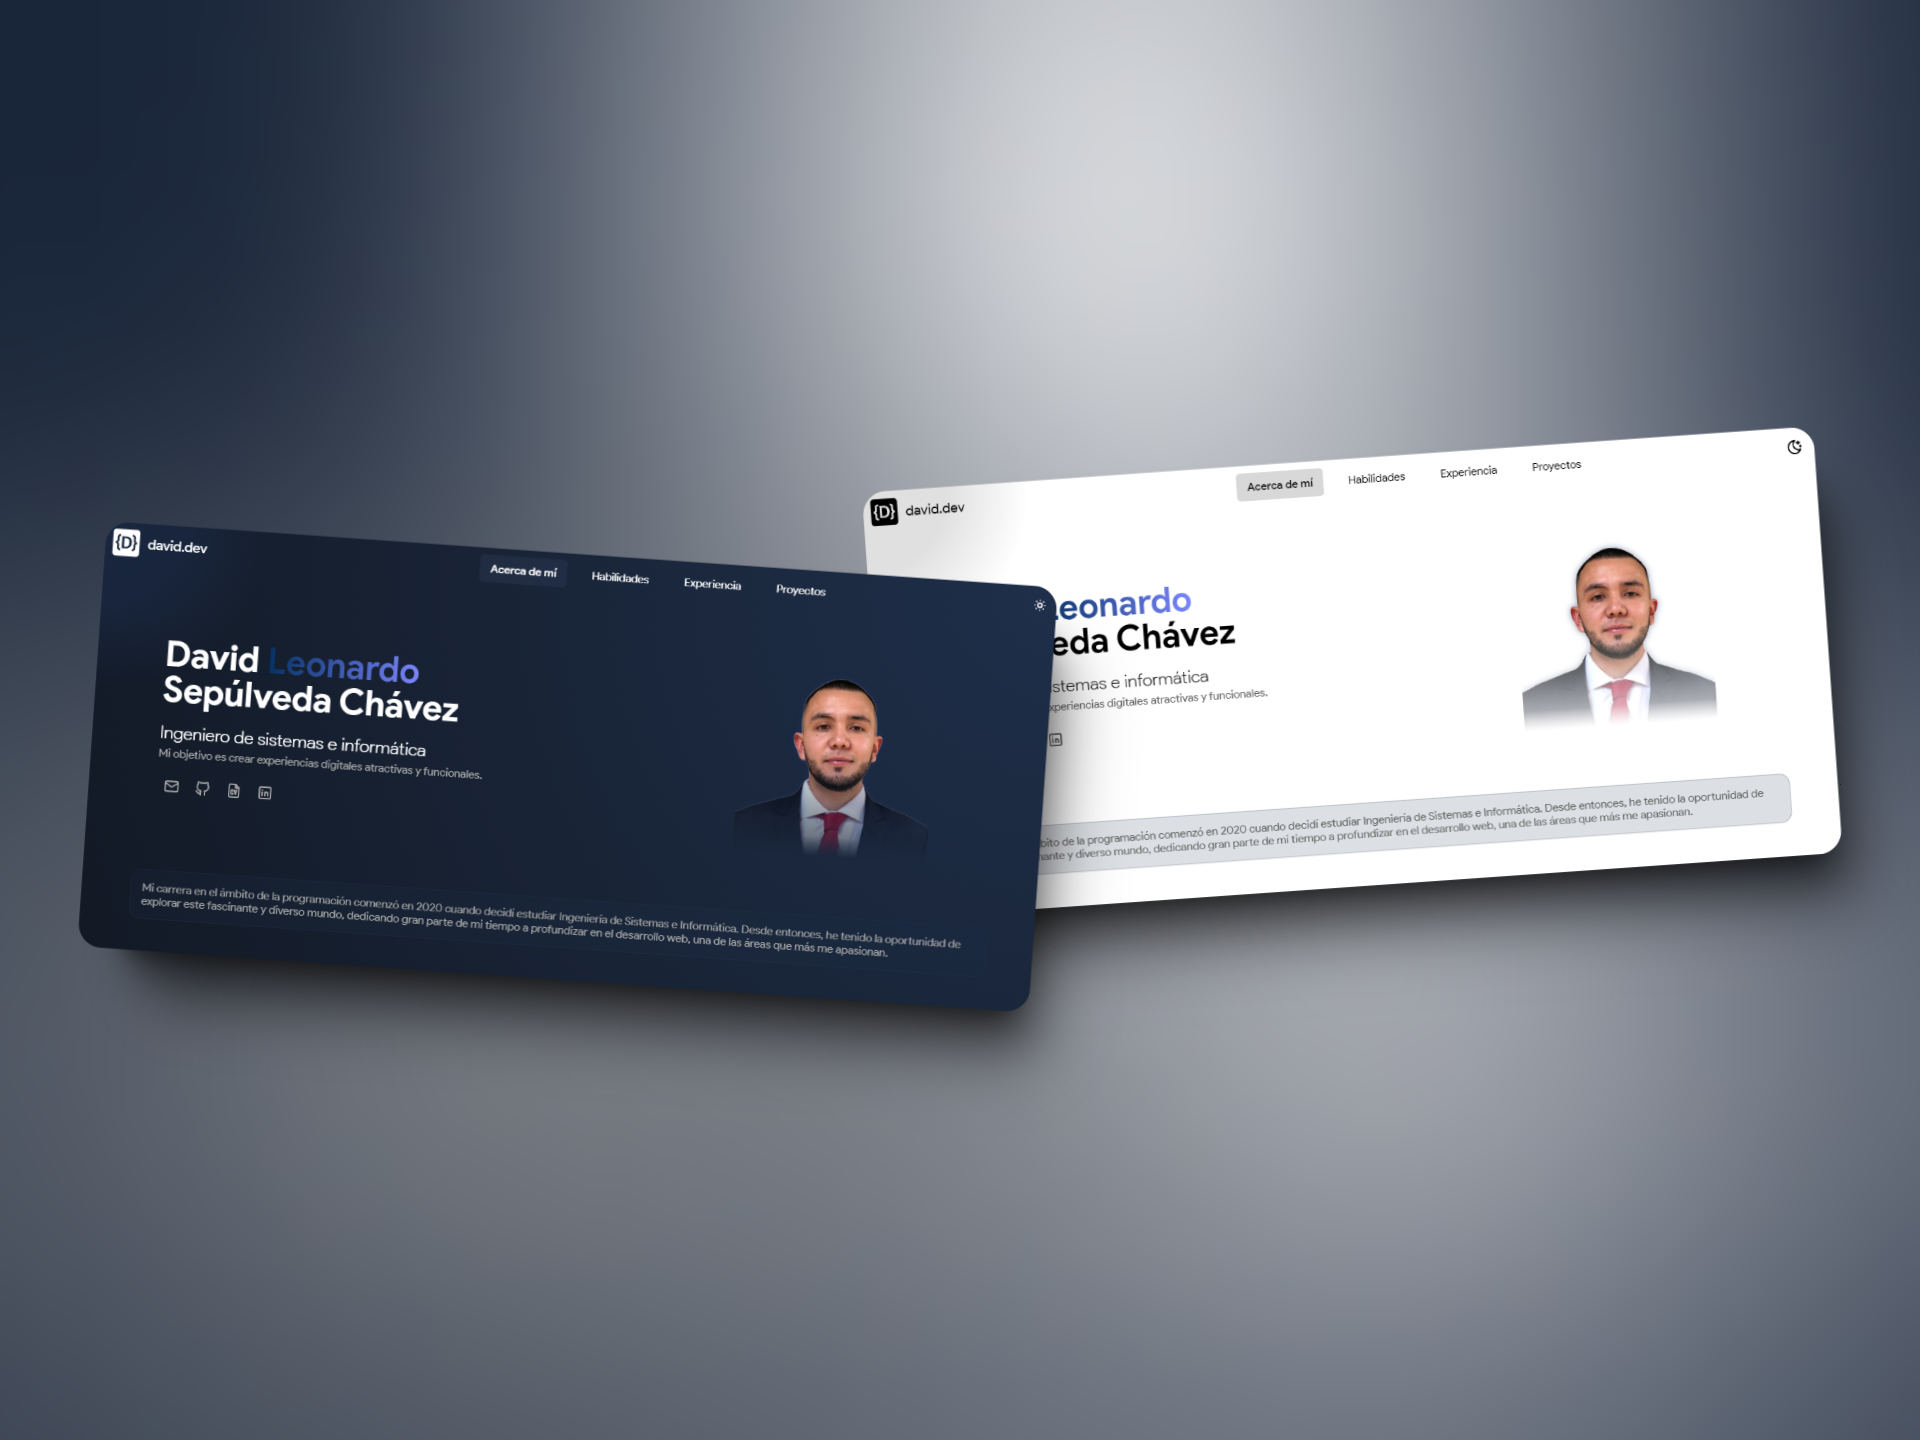 {D} david.dev
Acerca de mí Habilidades Experiencia Proyectos
David Leonardo
Sepúlveda Chávez
Ingeniero de sistemas e informática
Mi objetivo es crear experiencias digitales atractivas y funcionales.
CV in
Mi carrera en el ámbito de la programación comenzó en 2020 cuando decidí estudiar Ingeniería de Sistemas e Informática. Desde entonces, he tenido la oportunidad de
explorar este fascinante y diverso mundo, dedicando gran parte de mi tiempo a profundizar en el desarrollo web, una de las áreas que más me apasionan.
{D} david.dev
Acerca de mí Habilidades Experiencia Proyectos
Leonardo
eda Chávez
stemas e informática
xperiencias digitales atractivas y funcionales.
in
bito de la programación comenzó en 2020 cuando decidí estudiar Ingeniería de Sistemas e Informática. Desde entonces, he tenido la oportunidad de
nante y diverso mundo, dedicando gran parte de mi tiempo a profundizar en el desarrollo web, una de las áreas que más me apasionan.